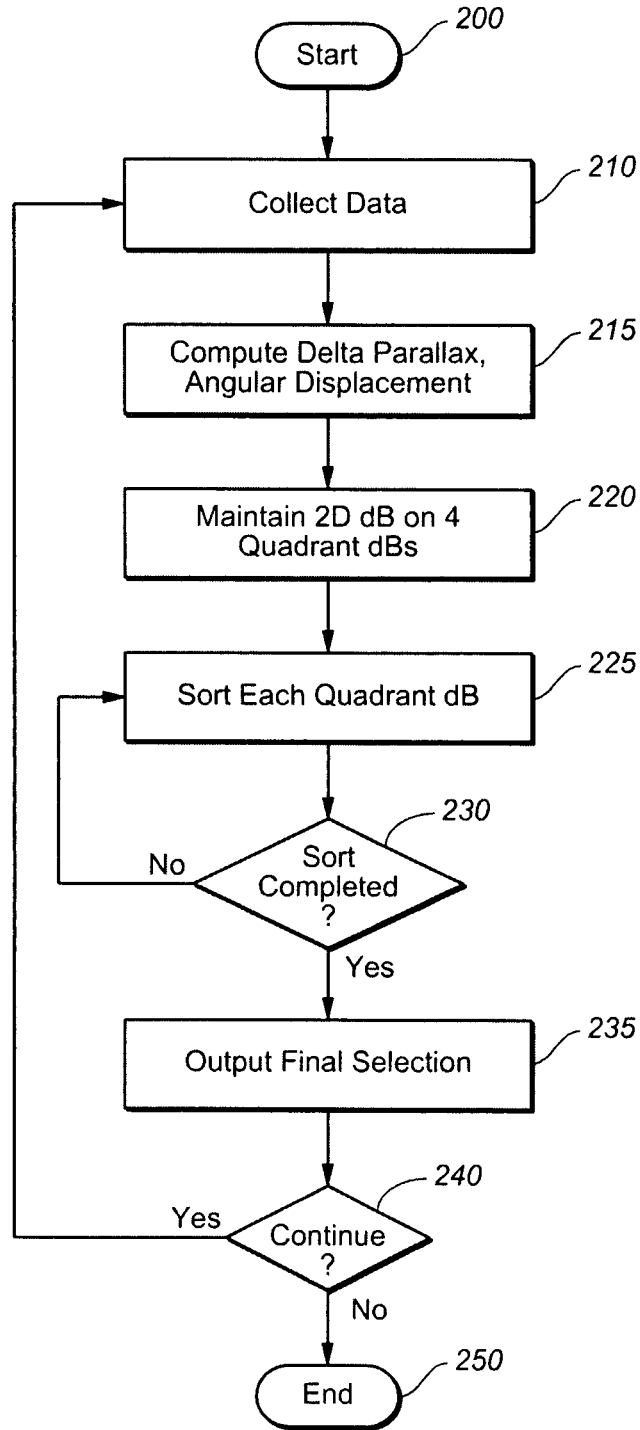 200
Start
210
Collect Data
215
Compute Delta Parallax,
Angular Displacement
220
Maintain 2D dB on 4
Quadrant dBs
225
Sort Each Quadrant dB
230
No
Sort
Completed
?
Yes
235
Output Final Selection
240
Yes
Continue
?
No
250
End